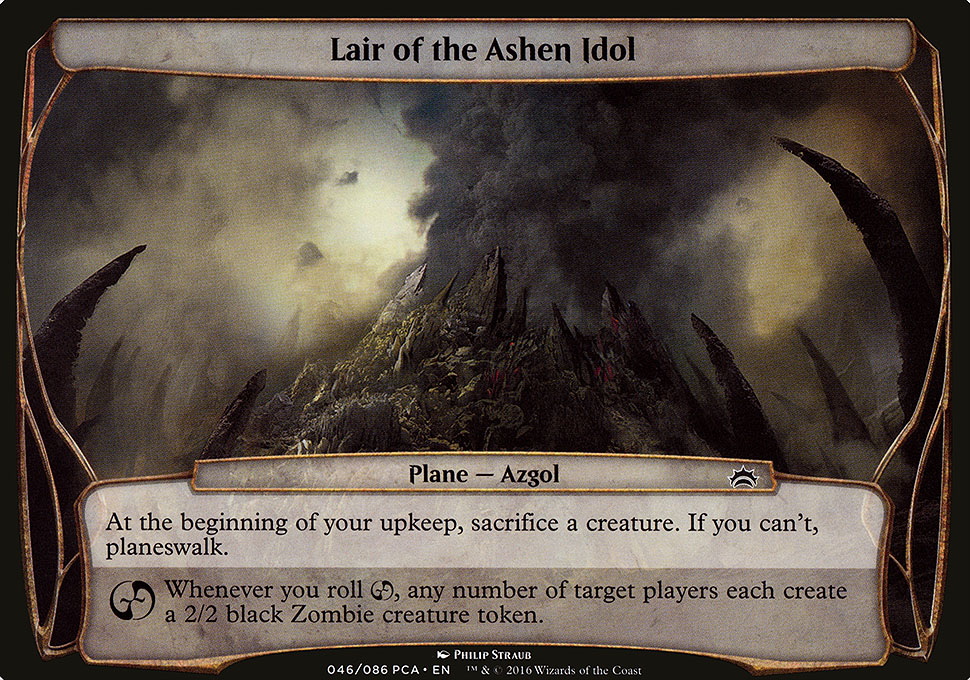 Lair of the Ashen Idol
Plane — Azgol
At the beginning of your upkeep, sacrifice a creature. If you can't,
planeswalk.
Whenever you roll , any number of target players each create
a 2/2 black Zombie creature token.
Philip Straub
046/086 PCA • EN ™ & © 2016 Wizards of the Coast